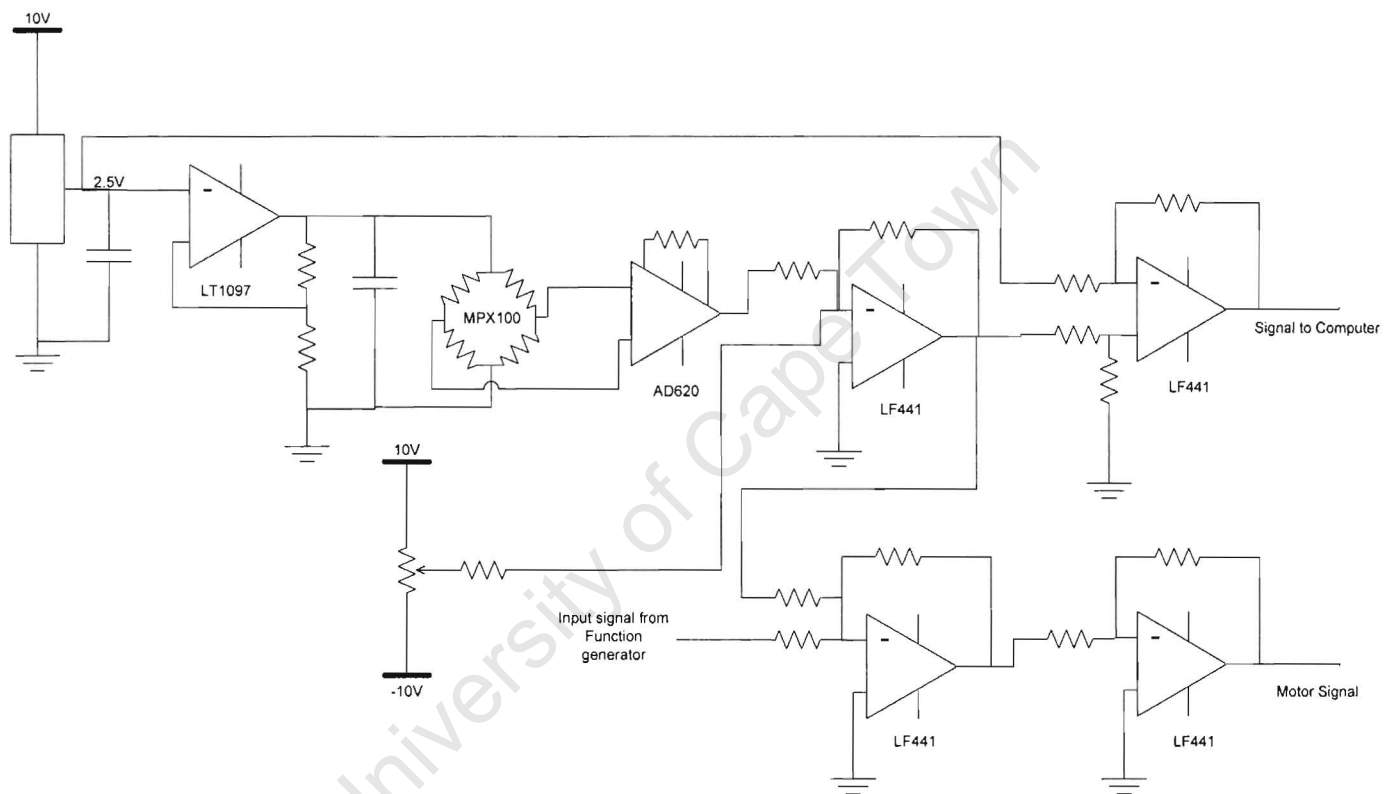 10V
2.5V
-
LT1097
MPX100
AD620
-
LF441
-
Signal to Computer
LF441
10V
-10V
Input signal from
Function
generator
-
LF441
-
Motor Signal
LF441
University of Cape Town